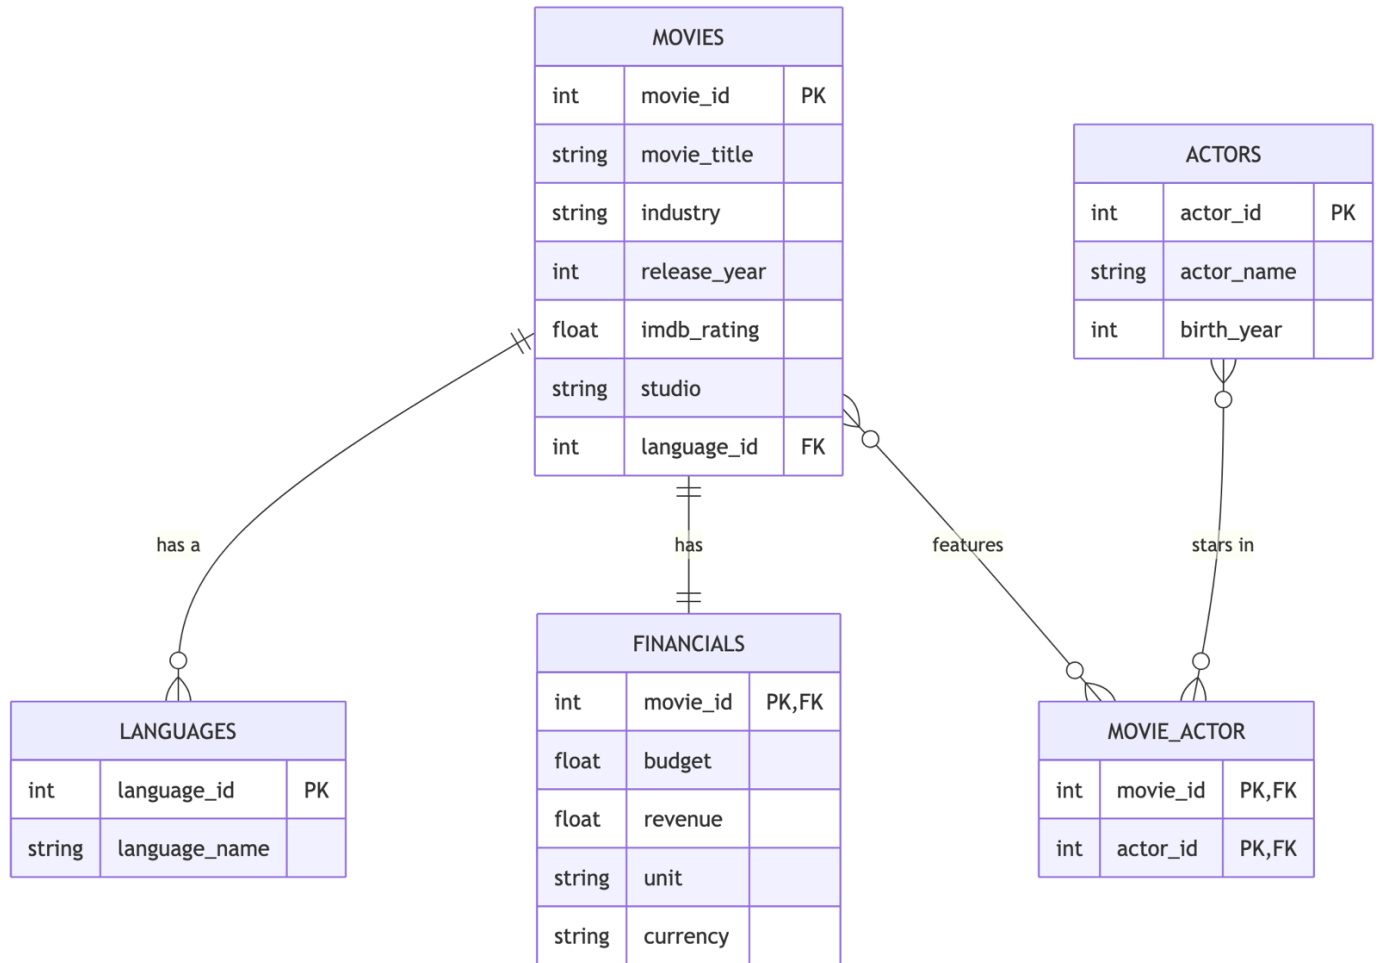 MOVIES
int movie_id PK
string movie_title
string industry
int release_year
float imdb_rating
string studio
int language_id FK
ACTORS
int actor_id PK
string actor_name
int birth_year
has a
has
features
stars in
LANGUAGES
int language_id PK
string language_name
FINANCIALS
int movie_id PK,FK
float budget
float revenue
string unit
string currency
MOVIE_ACTOR
int movie_id PK,FK
int actor_id PK,FK